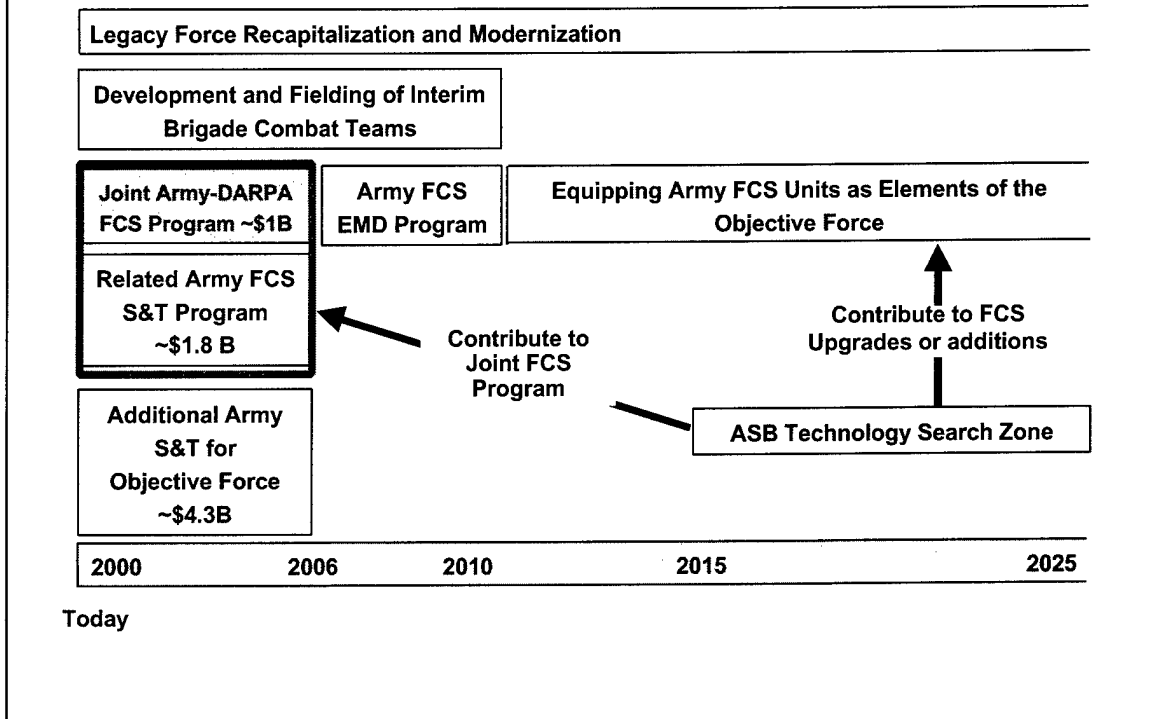 Legacy Force Recapitalization and Modernization
Development and Fielding of Interim
Brigade Combat Teams
Joint Army-DARPA
FCS Program ~$1B
Army FCS
EMD Program
Equipping Army FCS Units as Elements of the
Objective Force
Related Army FCS
S&T Program
~$1.8 B
Contribute to
Joint FCS
Program
Contribute to FCS
Upgrades or additions
ASB Technology Search Zone
Additional Army
S&T for
Objective Force
~$4.3B
2000 2006 2010 2015 2025
Today